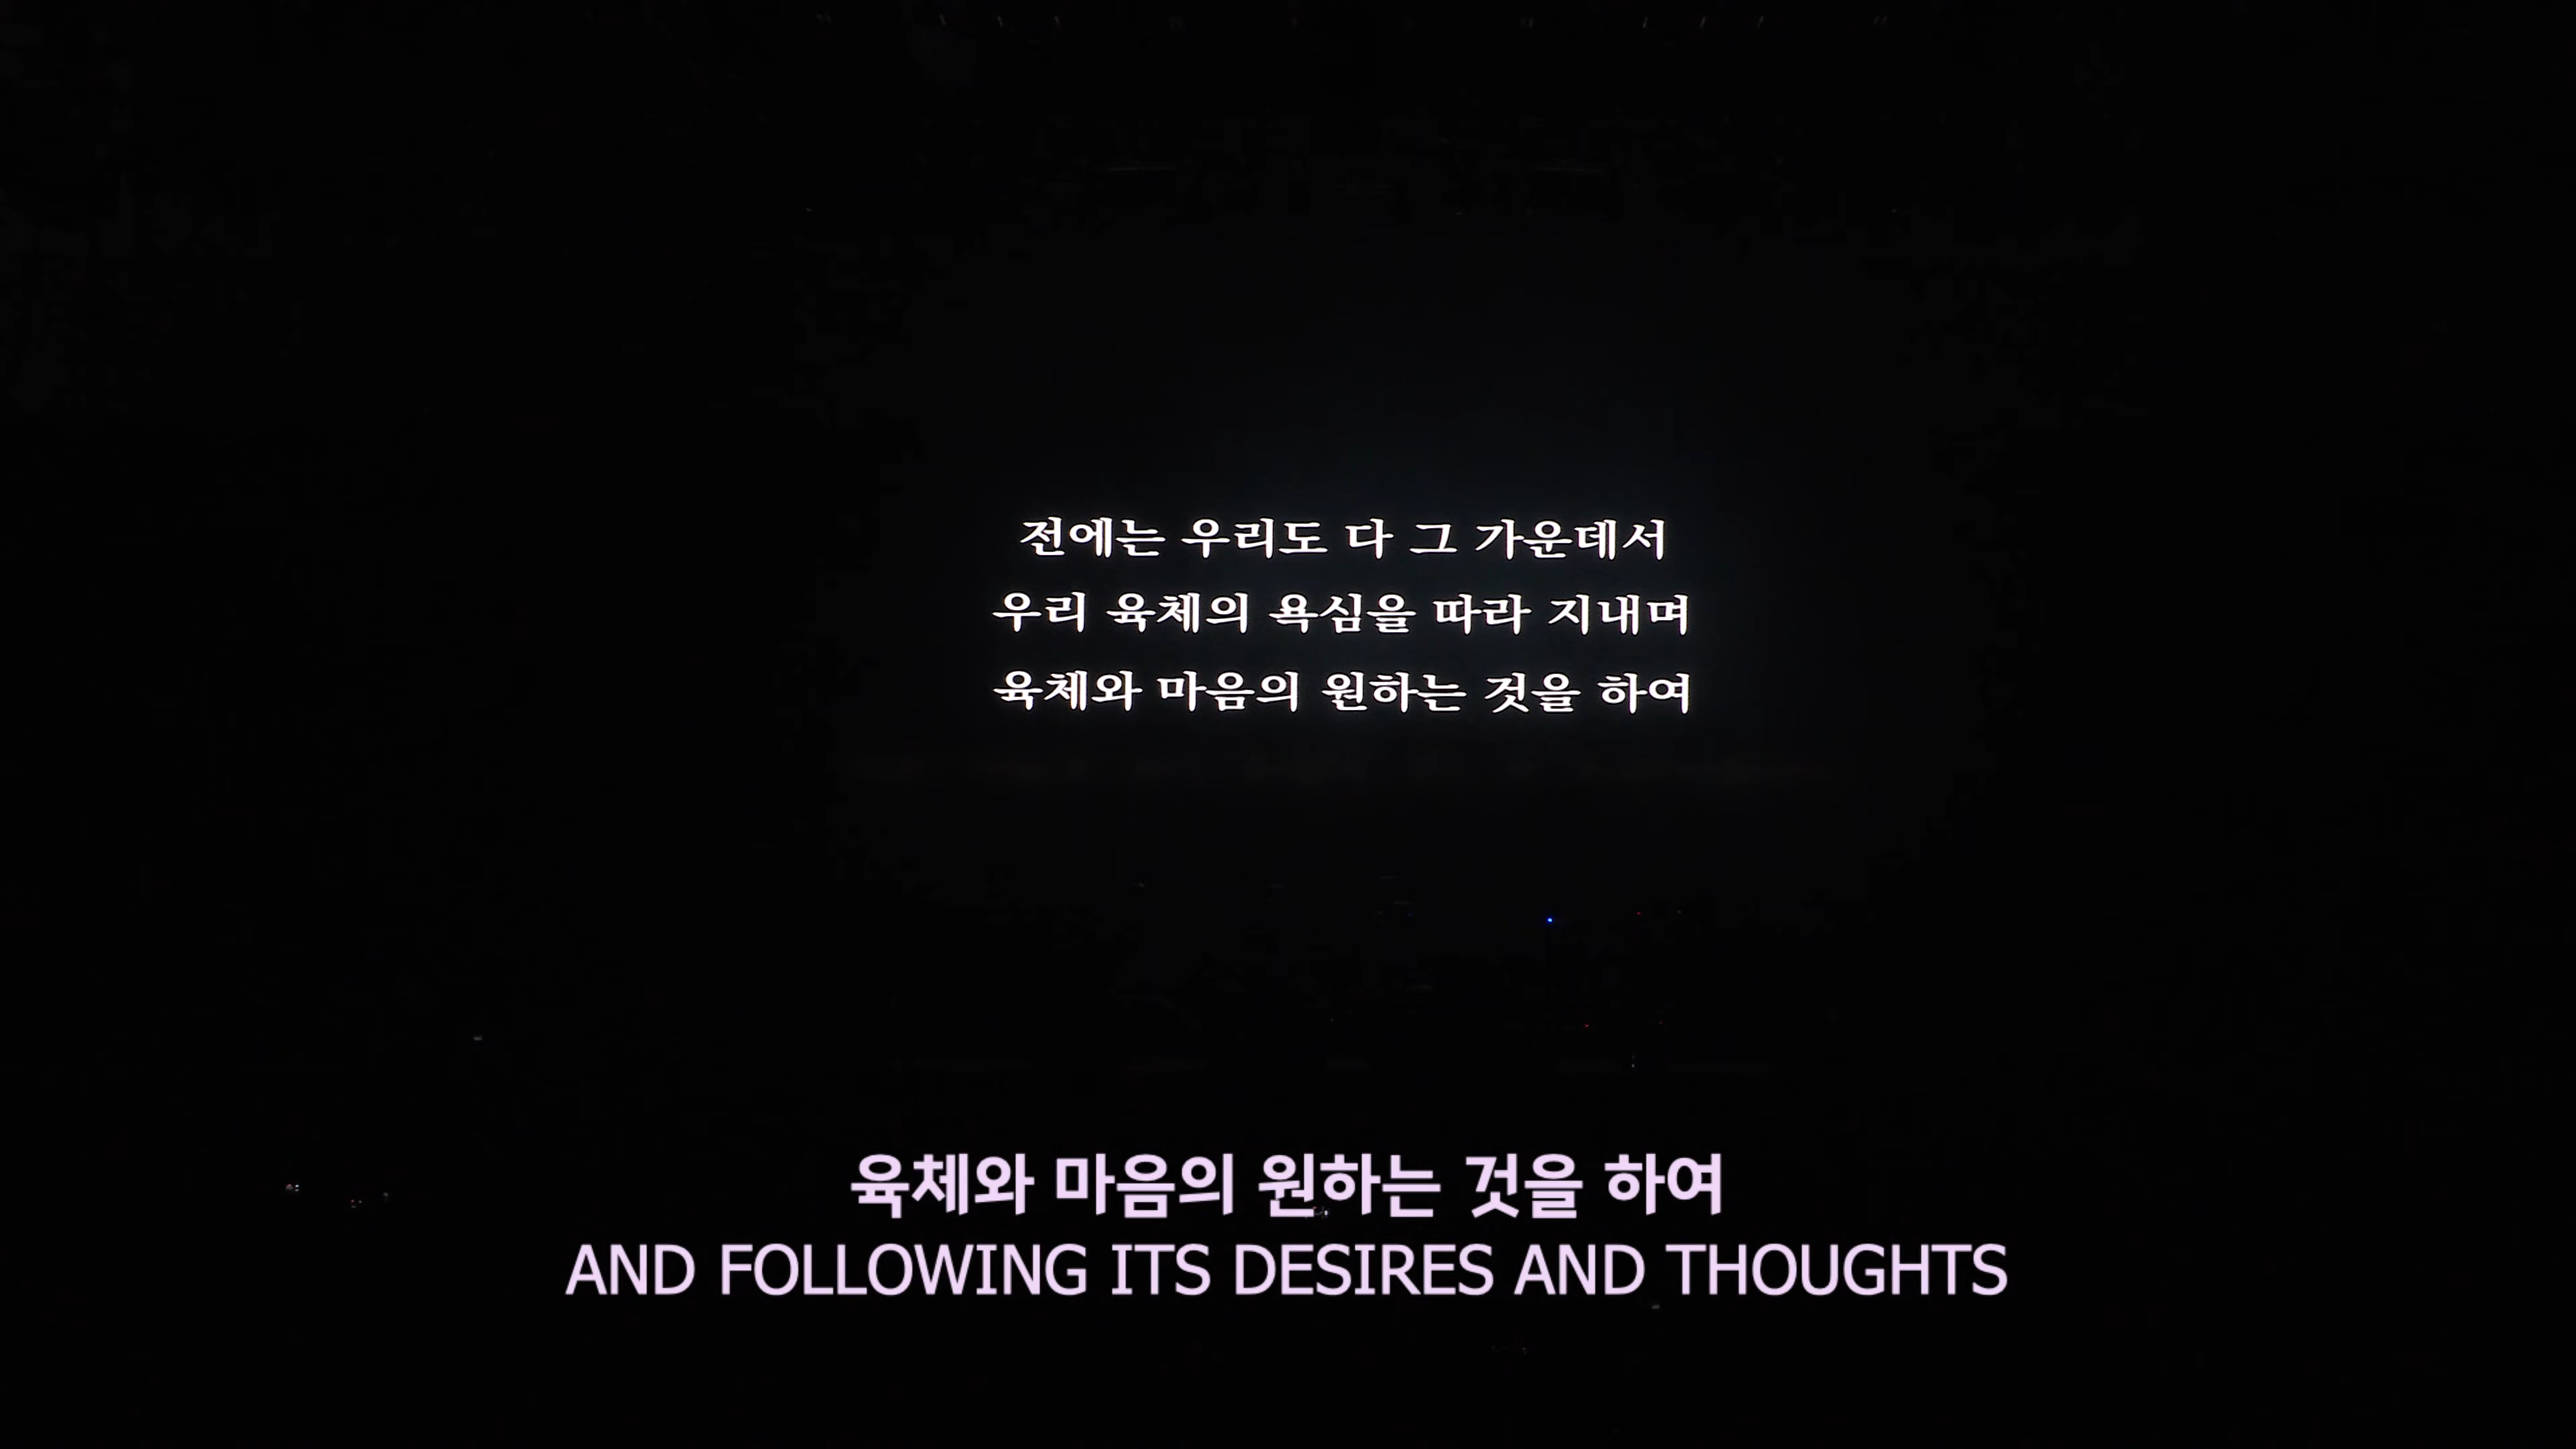 전에는 우리도 다 그 가운데서
우리 육체의 욕심을 따라 지내며
육체와 마음의 원하는 것을 하여
육체와 마음의 원하는 것을 하여
AND FOLLOWING ITS DESIRES AND THOUGHTS